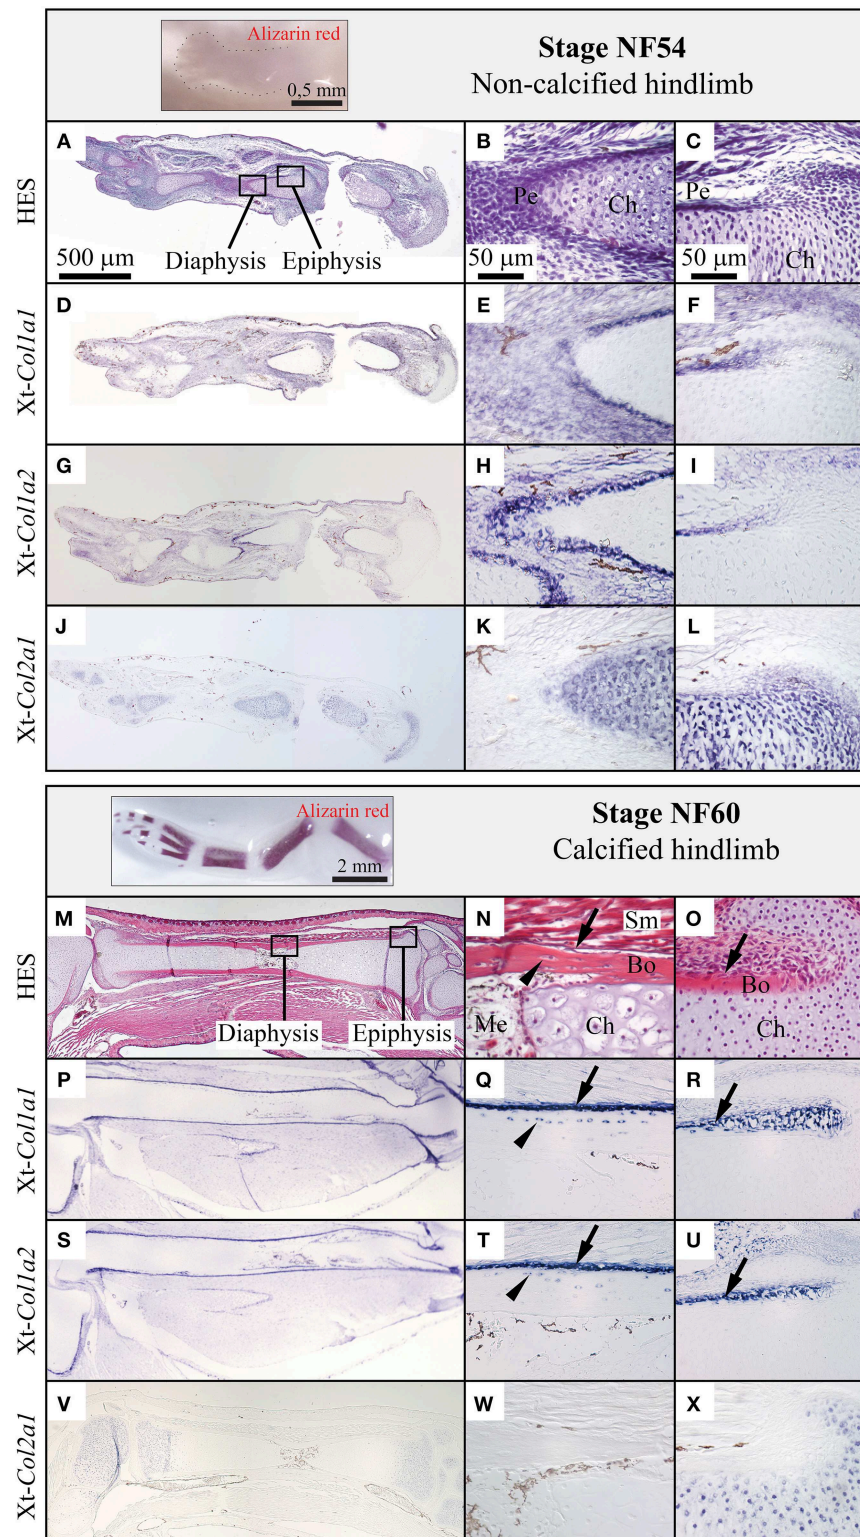 Alizarin red
0,5 mm
Stage NF54
Non-calcified hindlimb
HES
A
Diaphysis
Epiphysis
500 µm
B
Pe
Ch
50 µm
C
Pe
Ch
50 µm
Xt-Col1a1
D
E
F
Xt-Col1a2
G
H
I
Xt-Col2a1
J
K
L
Alizarin red
2 mm
Stage NF60
Calcified hindlimb
HES
M
Diaphysis
Epiphysis
N
Sm
Bo
Me
Ch
O
Bo
Ch
Xt-Col1a1
P
Q
R
Xt-Col1a2
S
T
U
Xt-Col2a1
V
W
X